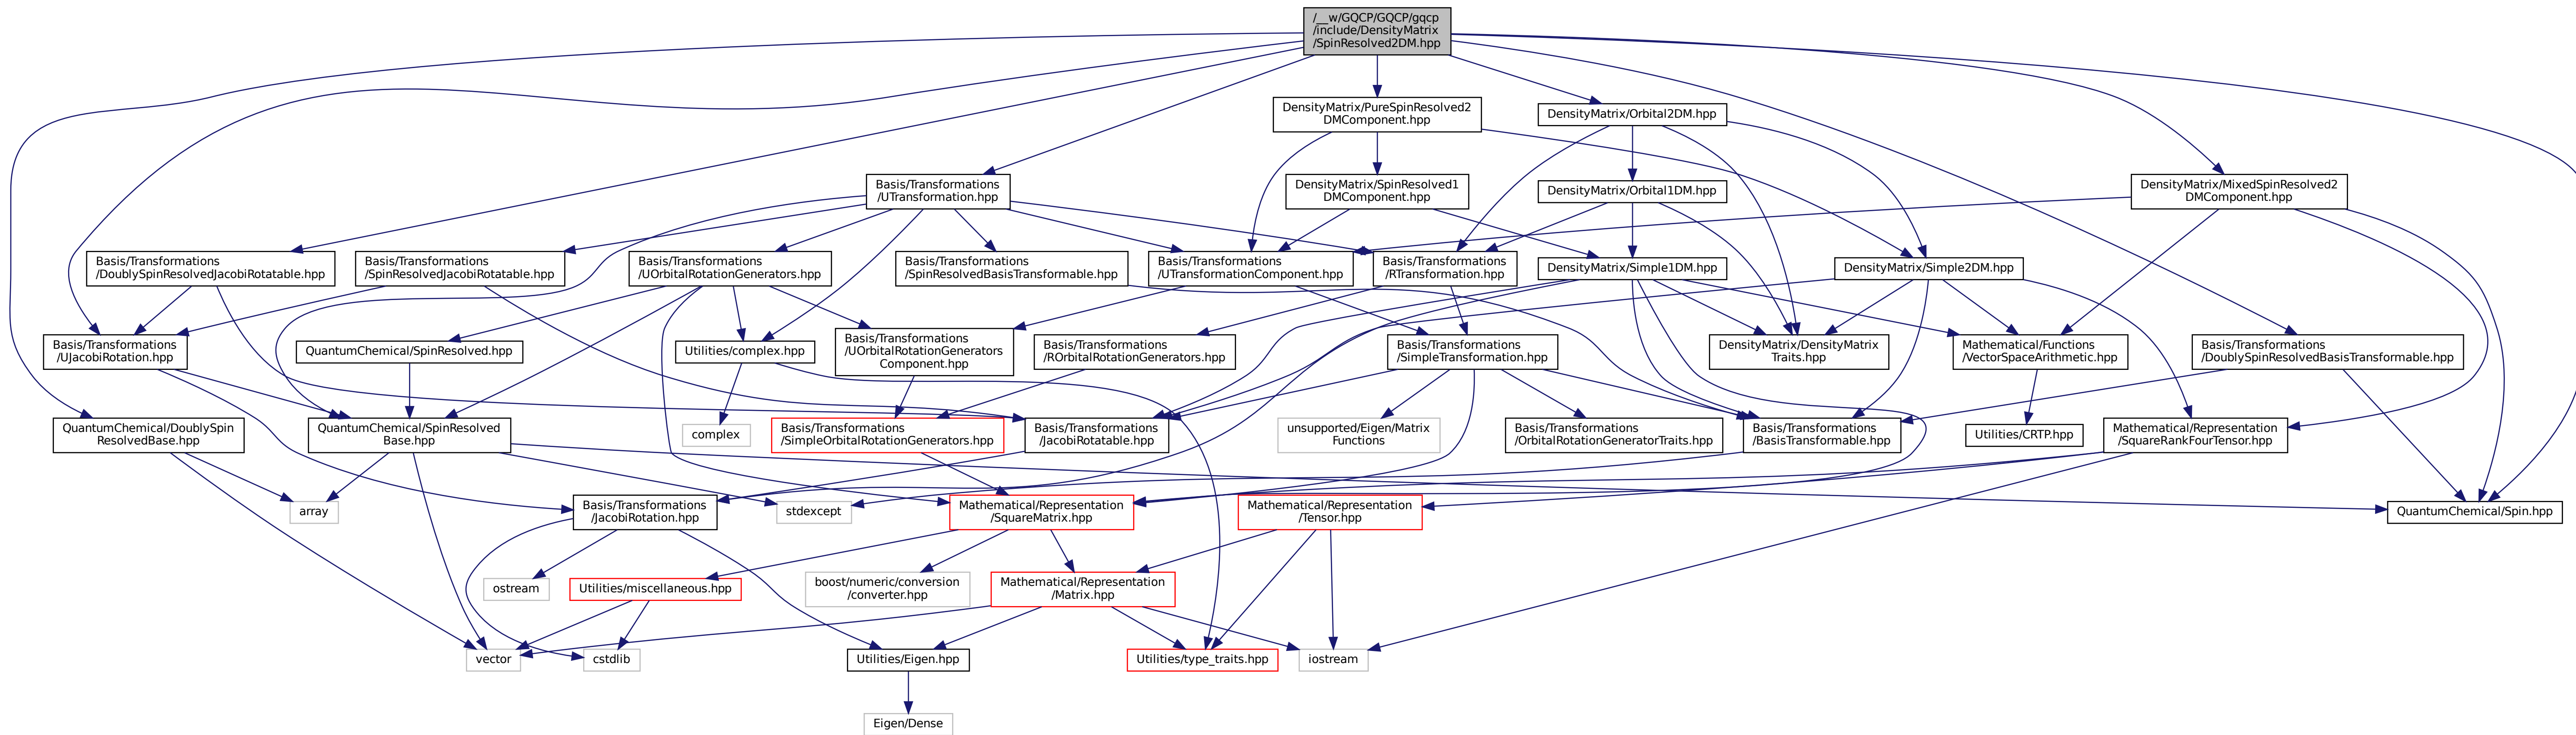 /__w/GQCP/GQCP/gqcp
/include/DensityMatrix
/SpinResolved2DM.hpp
DensityMatrix/PureSpinResolved2
DMComponent.hpp
DensityMatrix/Orbital2DM.hpp
Basis/Transformations
/UTransformation.hpp
DensityMatrix/SpinResolved1
DMComponent.hpp
DensityMatrix/Orbital1DM.hpp
DensityMatrix/MixedSpinResolved2
DMComponent.hpp
Basis/Transformations
/DoublySpinResolvedJacobiRotatable.hpp
Basis/Transformations
/SpinResolvedJacobiRotatable.hpp
Basis/Transformations
/UOrbitalRotationGenerators.hpp
Basis/Transformations
/SpinResolvedBasisTransformable.hpp
Basis/Transformations
/UTransformationComponent.hpp
Basis/Transformations
/RTransformation.hpp
DensityMatrix/Simple1DM.hpp
DensityMatrix/Simple2DM.hpp
Basis/Transformations
/UJacobiRotation.hpp
QuantumChemical/SpinResolved.hpp
Utilities/complex.hpp
Basis/Transformations
/UOrbitalRotationGenerators
Component.hpp
Basis/Transformations
/ROrbitalRotationGenerators.hpp
Basis/Transformations
/SimpleTransformation.hpp
DensityMatrix/DensityMatrix
Traits.hpp
Mathematical/Functions
/VectorSpaceArithmetic.hpp
Basis/Transformations
/DoublySpinResolvedBasisTransformable.hpp
QuantumChemical/DoublySpin
ResolvedBase.hpp
QuantumChemical/SpinResolved
Base.hpp
complex
Basis/Transformations
/SimpleOrbitalRotationGenerators.hpp
Basis/Transformations
/JacobiRotatable.hpp
unsupported/Eigen/Matrix
Functions
Basis/Transformations
/OrbitalRotationGeneratorTraits.hpp
Basis/Transformations
/BasisTransformable.hpp
Utilities/CRTP.hpp
Mathematical/Representation
/SquareRankFourTensor.hpp
array
Basis/Transformations
/JacobiRotation.hpp
stdexcept
Mathematical/Representation
/SquareMatrix.hpp
Mathematical/Representation
/Tensor.hpp
QuantumChemical/Spin.hpp
ostream
Utilities/miscellaneous.hpp
boost/numeric/conversion
/converter.hpp
Mathematical/Representation
/Matrix.hpp
vector
cstdlib
Utilities/Eigen.hpp
Utilities/type_traits.hpp
iostream
Eigen/Dense